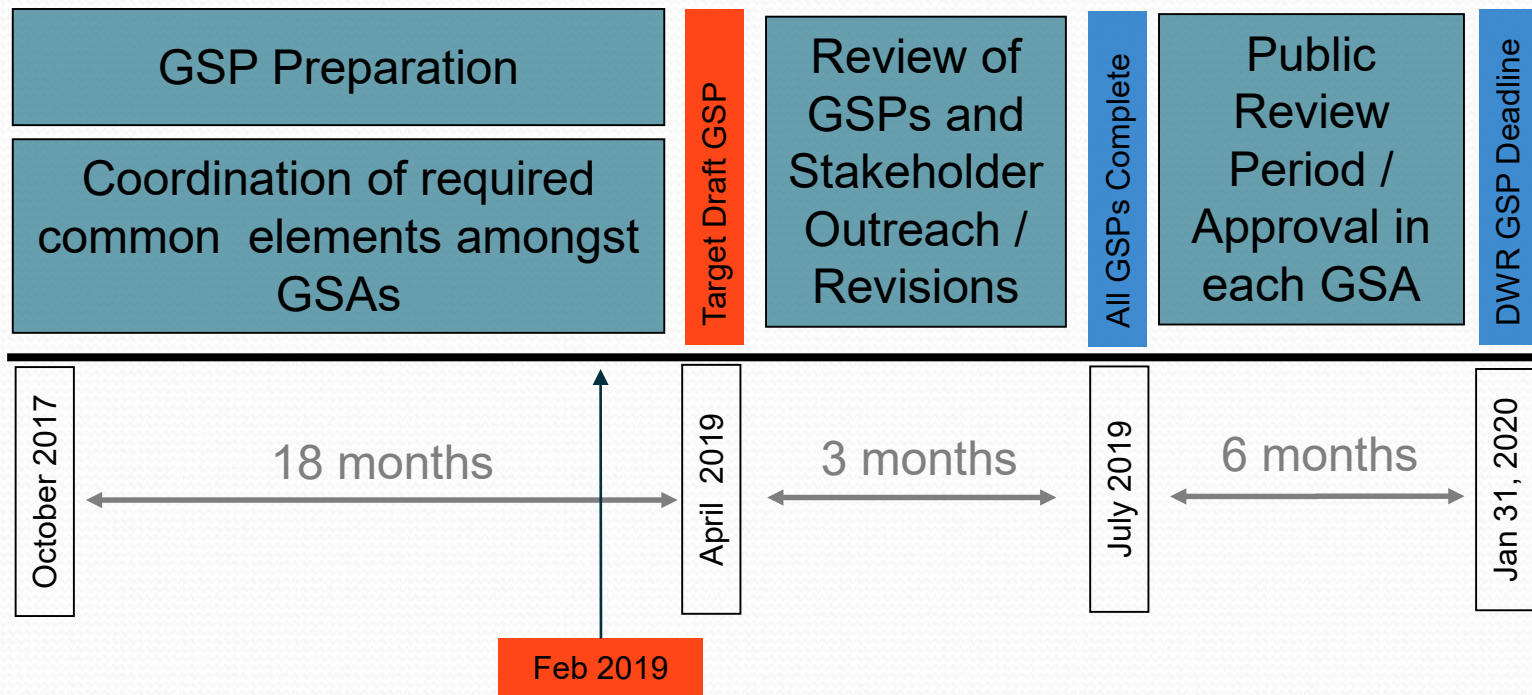 GSP Preparation
Coordination of required
common  elements amongst
GSAs
Target Draft GSP
Review of
GSPs and
Stakeholder
Outreach /
Revisions
All GSPs Complete
Public
Review
Period /
Approval in
each GSA
DWR GSP Deadline
October 2017
18 months
April  2019
3 months
July 2019
6 months
Jan 31, 2020
Feb 2019